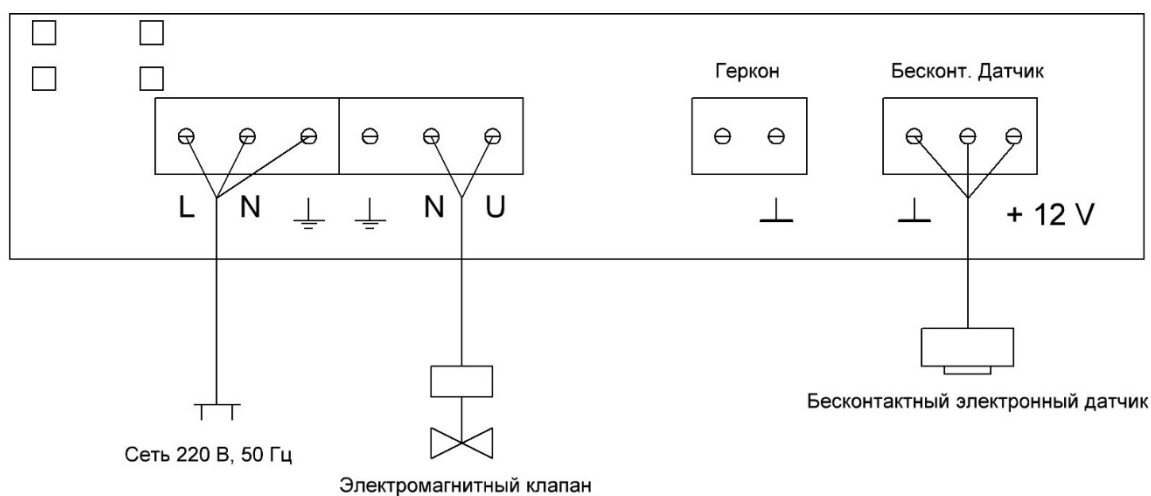 Геркон
Бесконт. Датчик
L N N U + 12 V
Бесконтактный электронный датчик
Сеть 220 В, 50 Гц
Электромагнитный клапан